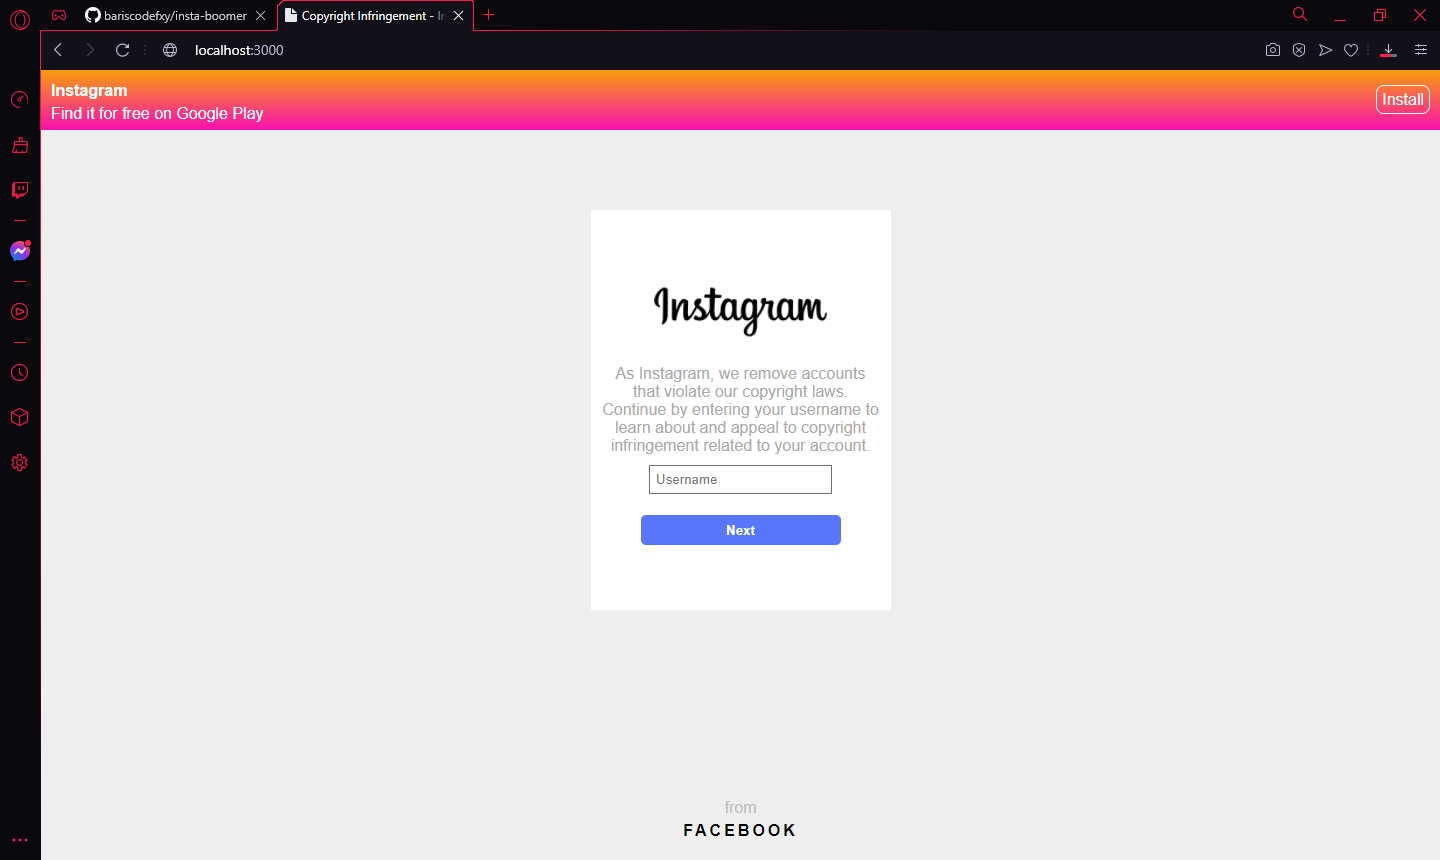 bariscodefxy/insta-boomer
Copyright Infringement - In
localhost:3000
Instagram
Find it for free on Google Play
Install
Instagram
As Instagram, we remove accounts
that violate our copyright laws.
Continue by entering your username to
learn about and appeal to copyright
infringement related to your account.
Username
Next
from
FACEBOOK